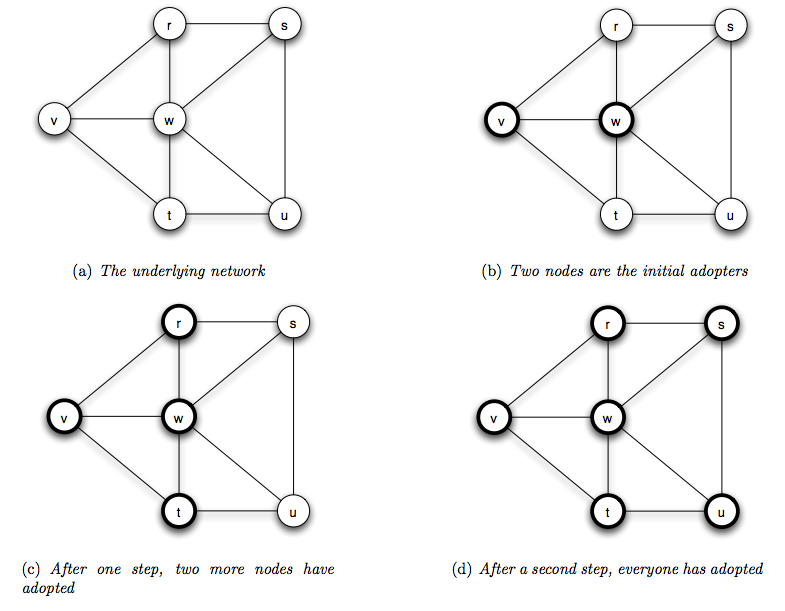 r s
v w
t u
(a) The underlying network
r s
v w
t u
(b) Two nodes are the initial adopters
r s
v w
t u
(c) After one step, two more nodes have
adopted
r s
v w
t u
(d) After a second step, everyone has adopted